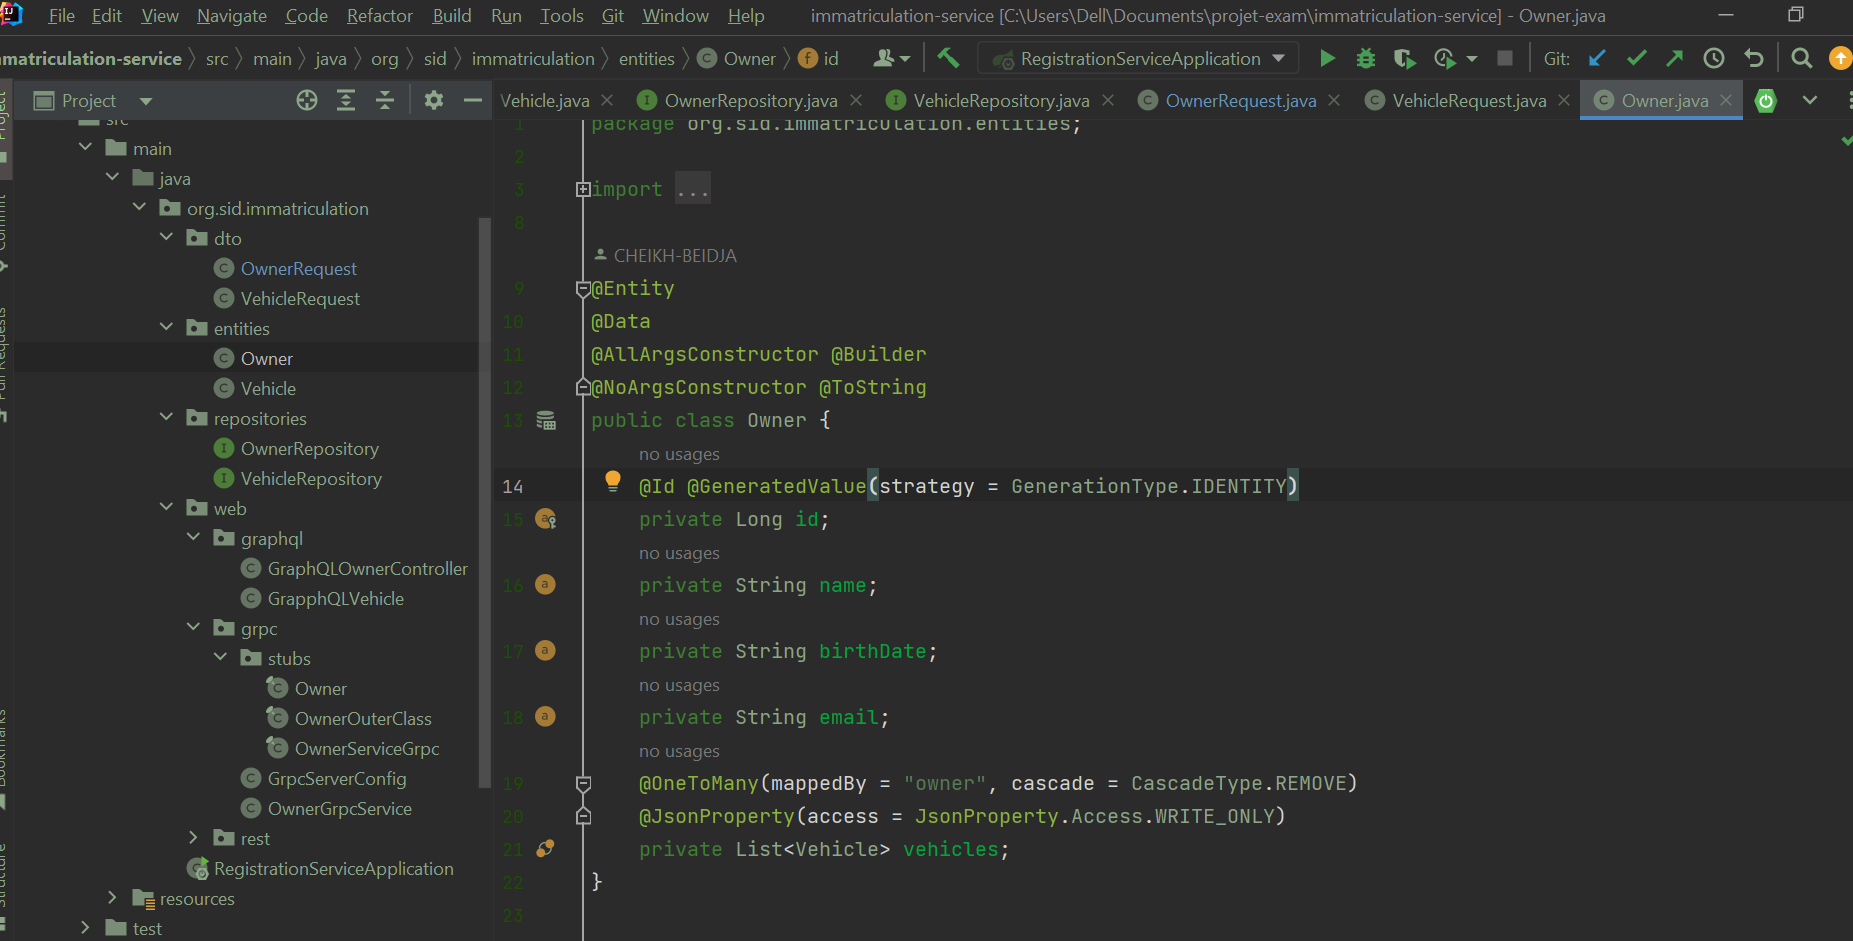 File Edit View Navigate Code Refactor Build Run Tools Git Window Help immatriculation-service [C:\Users\Dell\Documents\projet-exam\immatriculation-service] - Owner.java
matriculation-service src main java org sid immatriculation entities Owner id RegistrationServiceApplication Git:
Project Vehicle.java OwnerRepository.java VehicleRepository.java OwnerRequest.java VehicleRequest.java Owner.java
src
main
java
org.sid.immatriculation
dto
OwnerRequest
VehicleRequest
entities
Owner
Vehicle
repositories
OwnerRepository
VehicleRepository
web
graphql
GraphQLOwnerController
GrapphQLVehicle
grpc
stubs
Owner
OwnerOuterClass
OwnerServiceGrpc
GrpcServerConfig
OwnerGrpcService
rest
RegistrationServiceApplication
resources
test
Project
Commit
Pull Requests
Bookmarks
Structure
1 package org.sid.immatriculation.entities;
2
3 import ...
8
CHEIKH-BEIDJA
9 @Entity
10 @Data
11 @AllArgsConstructor @Builder
12 @NoArgsConstructor @ToString
13 public class Owner {
no usages
14 @Id @GeneratedValue(strategy = GenerationType.IDENTITY)
15 private Long id;
no usages
16 private String name;
no usages
17 private String birthDate;
no usages
18 private String email;
no usages
19 @OneToMany(mappedBy = "owner", cascade = CascadeType.REMOVE)
20 @JsonProperty(access = JsonProperty.Access.WRITE_ONLY)
21 private List<Vehicle> vehicles;
22 }
23